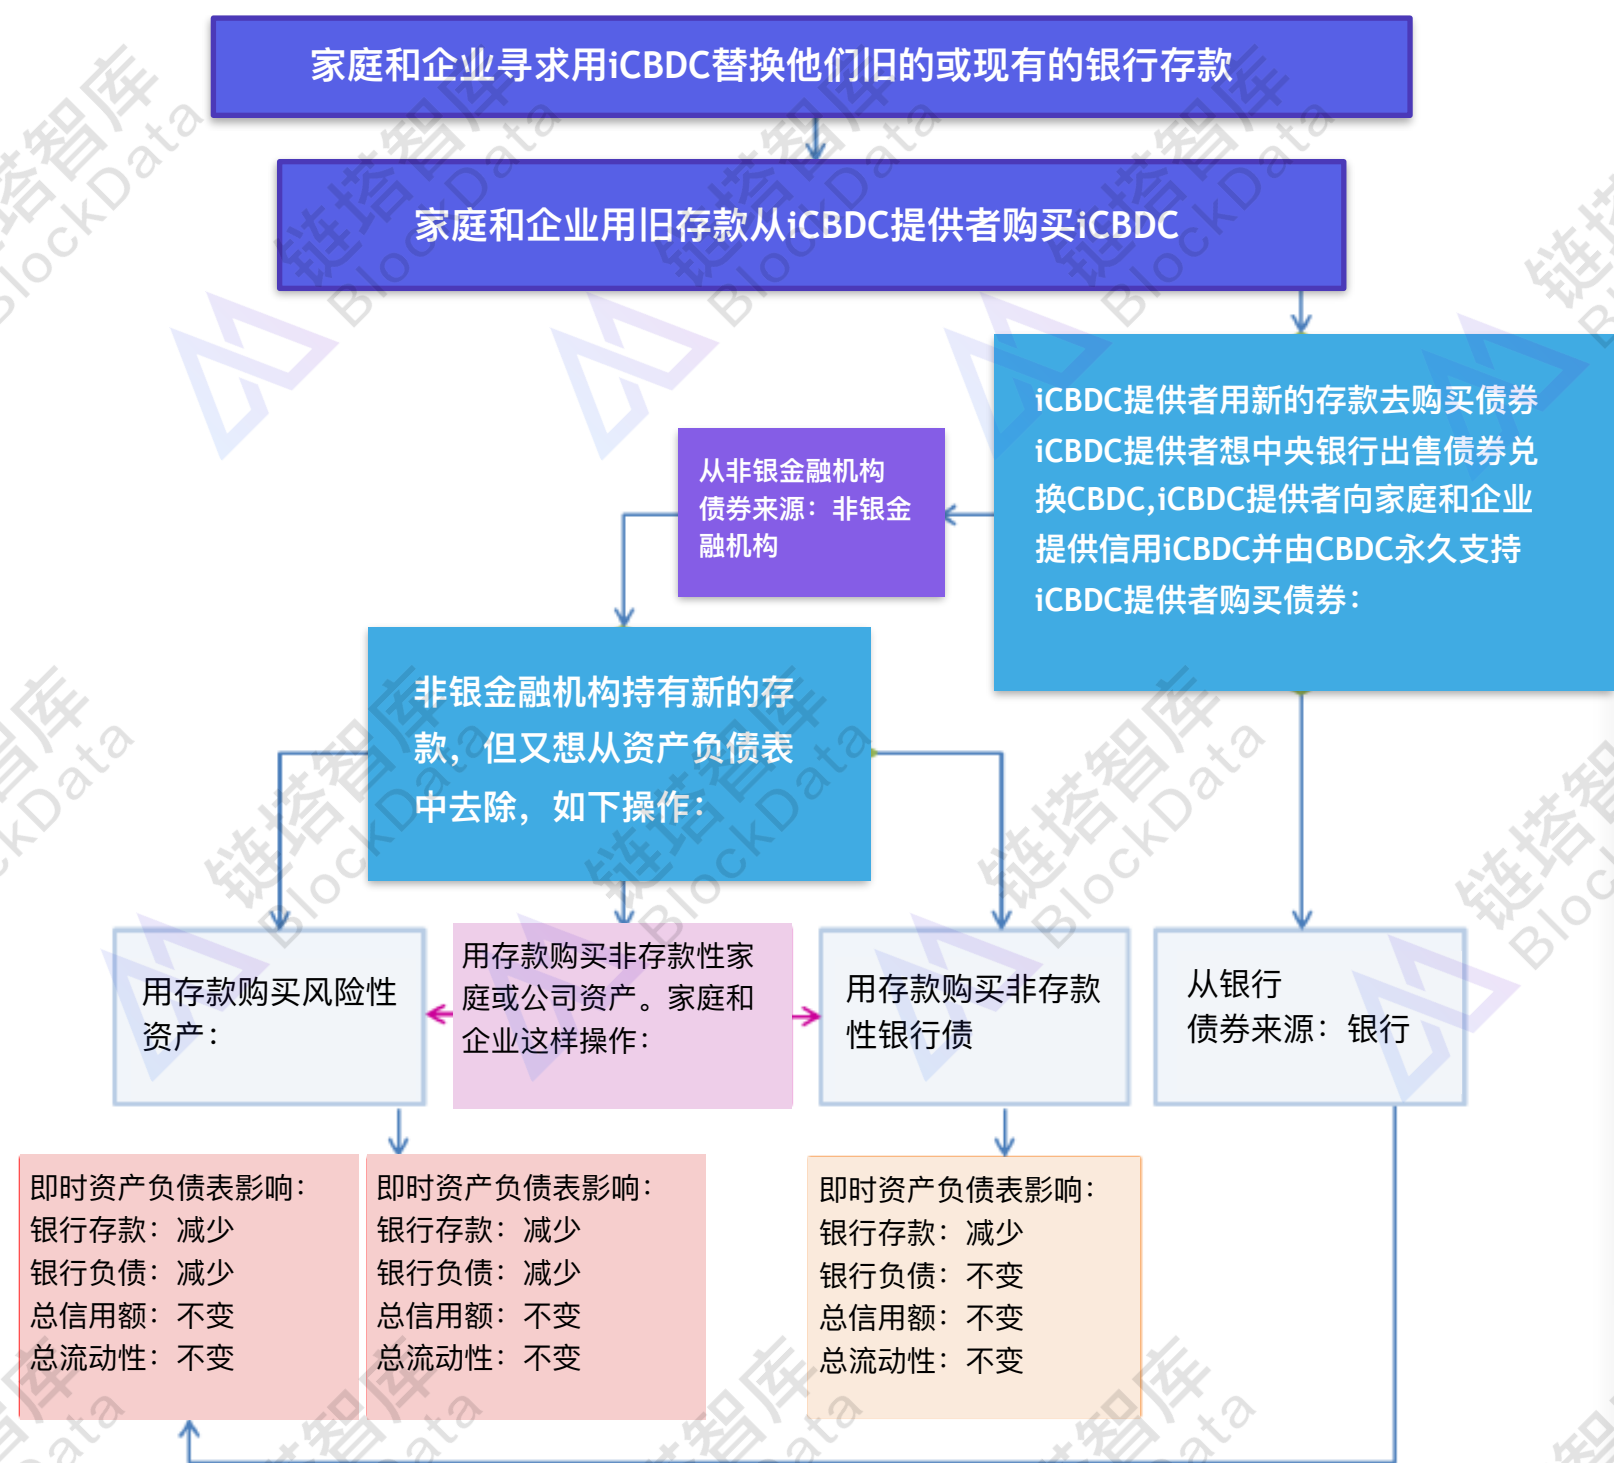 家庭和企业寻求用iCBDC替换他们旧的或现有的银行存款
家庭和企业用旧存款从iCBDC提供者购买iCBDC
iCBDC提供者用新的存款去购买债券
iCBDC提供者想中央银行出售债券兑
换CBDC,iCBDC提供者向家庭和企业
提供信用iCBDC并由CBDC永久支持
iCBDC提供者购买债券：
从非银金融机构
债券来源：非银金
融机构
非银金融机构持有新的存
款，但又想从资产负债表
中去除，如下操作：
用存款购买风险性
资产：
用存款购买非存款性家
庭或公司资产。家庭和
企业这样操作：
用存款购买非存款
性银行债
从银行
债券来源：银行
即时资产负债表影响：
银行存款：减少
银行负债：减少
总信用额：不变
总流动性：不变
即时资产负债表影响：
银行存款：减少
银行负债：减少
总信用额：不变
总流动性：不变
即时资产负债表影响：
银行存款：减少
银行负债：不变
总信用额：不变
总流动性：不变
链塔智库
BlockData